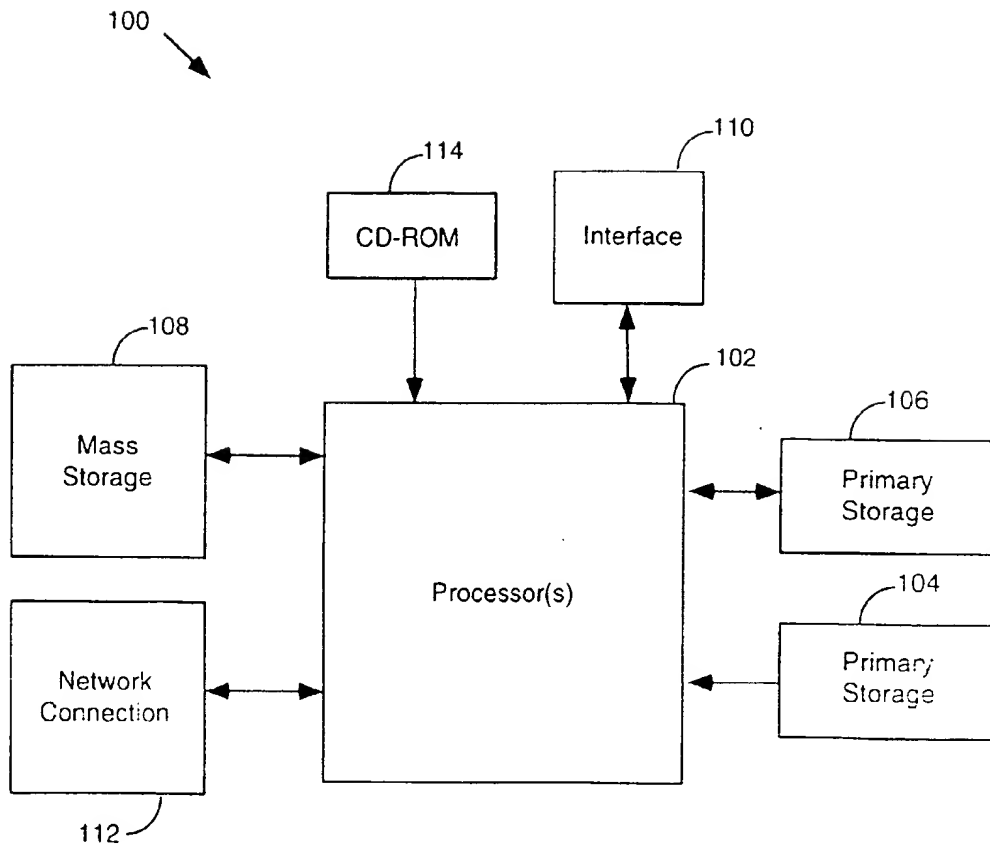 100
110
114
CD-ROM
Interface
108
102
106
Mass
Storage
Primary
Storage
Processor(s)
104
Network
Connection
Primary
Storage
112